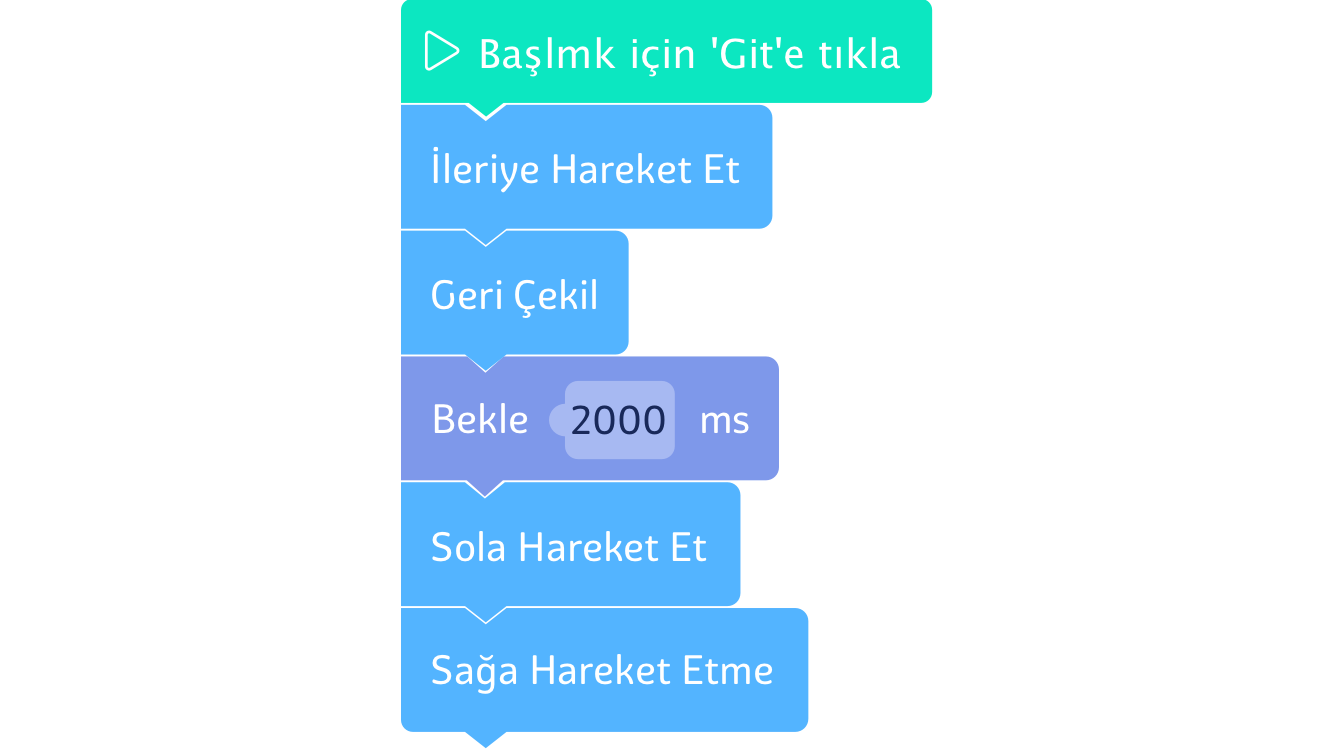 Başlmk için 'Git'e tıkla
İleriye Hareket Et
Geri Çekil
Bekle 2000 ms
Sola Hareket Et
Sağa Hareket Etme